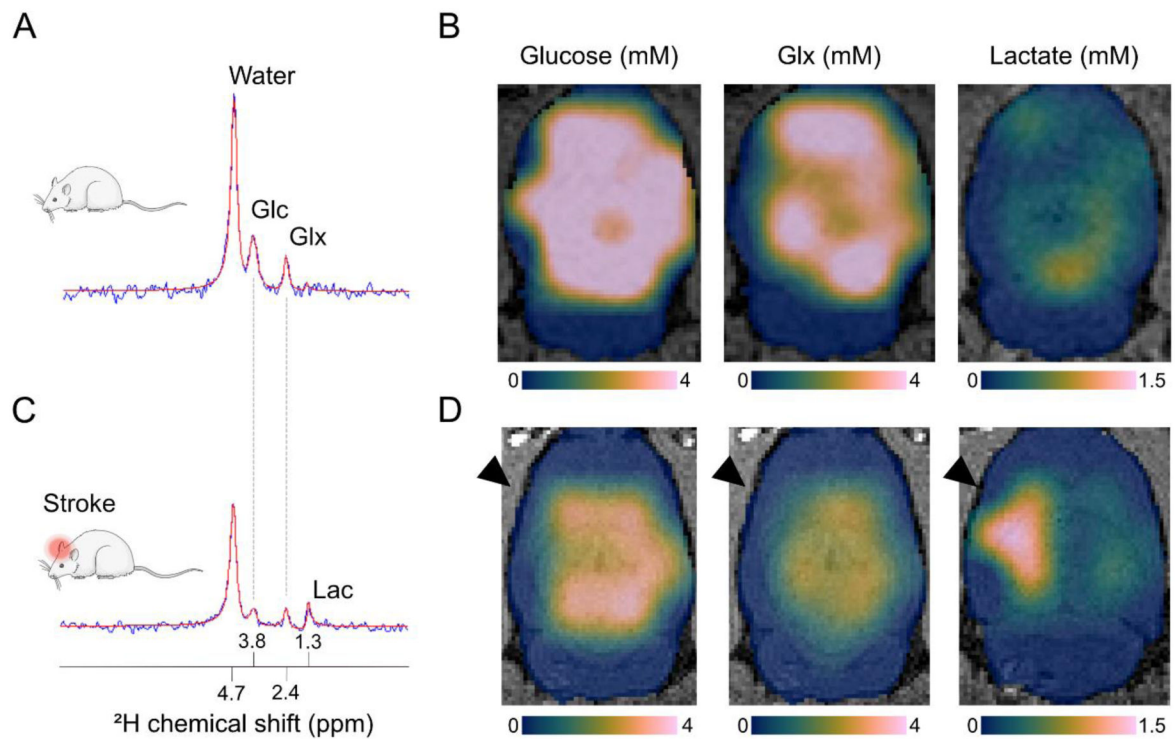 A
Water
Glc
Glx
B
Glucose (mM)
Glx (mM)
Lactate (mM)
0
4
0
4
0
1.5
C
Stroke
Lac
3.8
1.3
4.7
2.4
²H chemical shift (ppm)
D
0
4
0
4
0
1.5